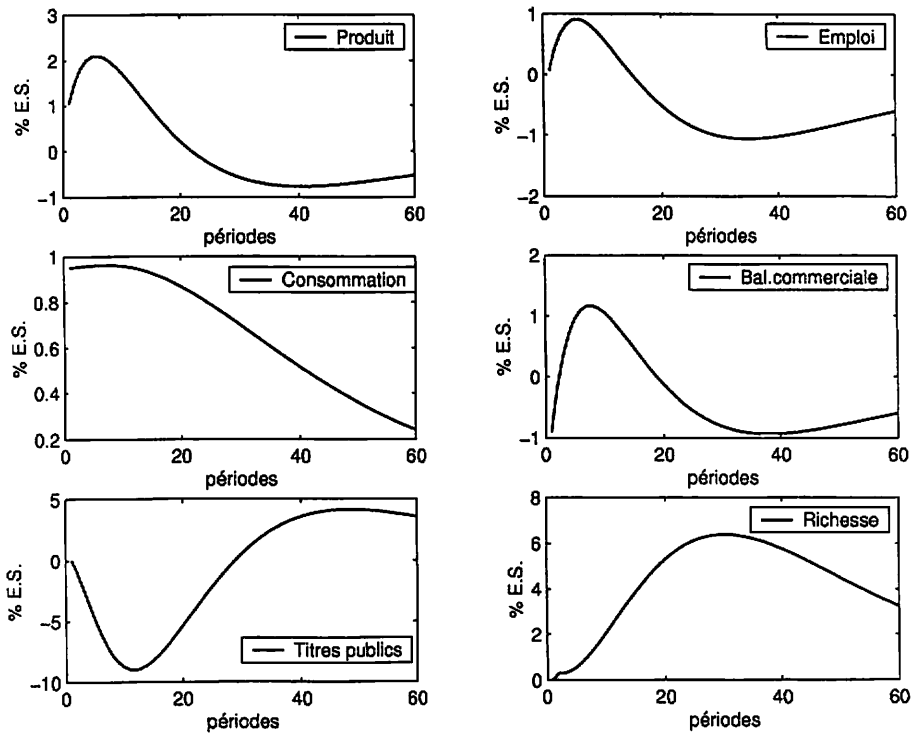 3
2
1
0
−1
% E.S.
Produit
0
20
40
60
périodes
1
0
−1
−2
% E.S.
Emploi
0
20
40
60
périodes
1
0.8
0.6
0.4
0.2
% E.S.
Consommation
0
20
40
60
périodes
2
1
0
−1
% E.S.
Bal.commerciale
0
20
40
60
périodes
5
0
−5
−10
% E.S.
Titres publics
0
20
40
60
périodes
8
6
4
2
0
% E.S.
Richesse
0
20
40
60
périodes